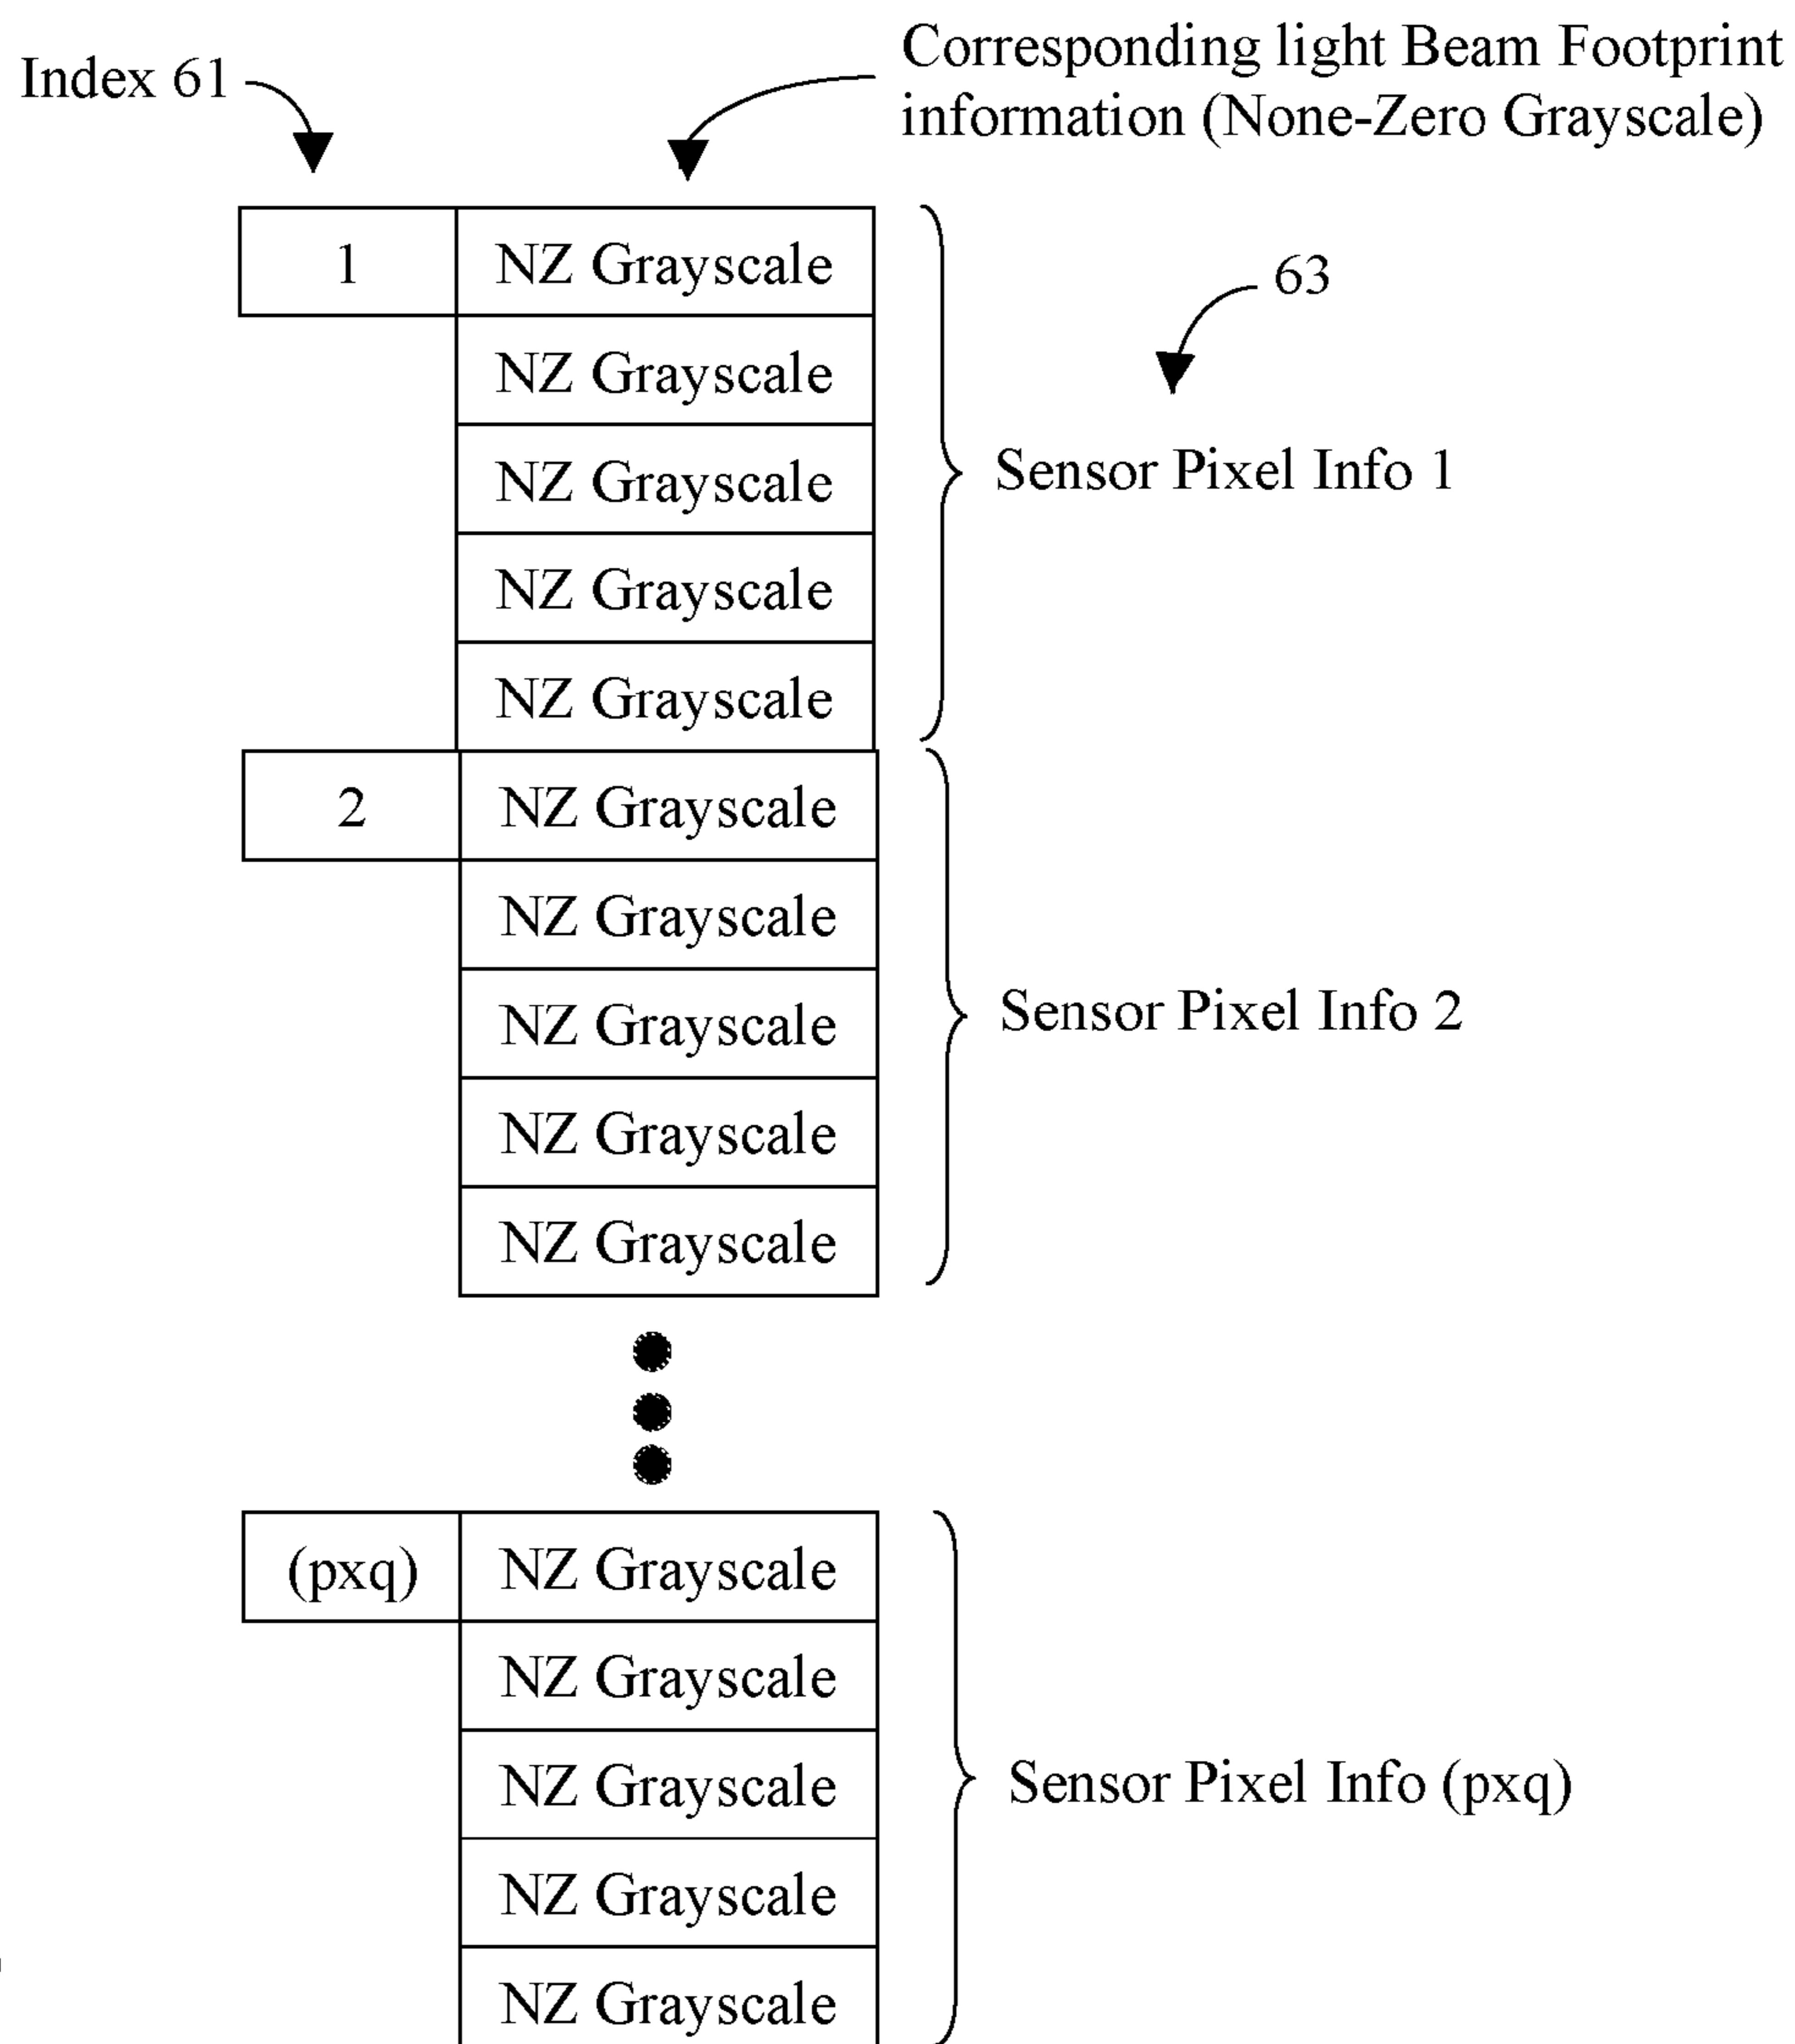 Index 61
Corresponding light Beam Footprint
information (None-Zero Grayscale)
1 NZ Grayscale
63
NZ Grayscale
NZ Grayscale
Sensor Pixel Info 1
NZ Grayscale
NZ Grayscale
2 NZ Grayscale
NZ Grayscale
NZ Grayscale
Sensor Pixel Info 2
NZ Grayscale
NZ Grayscale
(pxq) NZ Grayscale
NZ Grayscale
NZ Grayscale
Sensor Pixel Info (pxq)
NZ Grayscale
NZ Grayscale